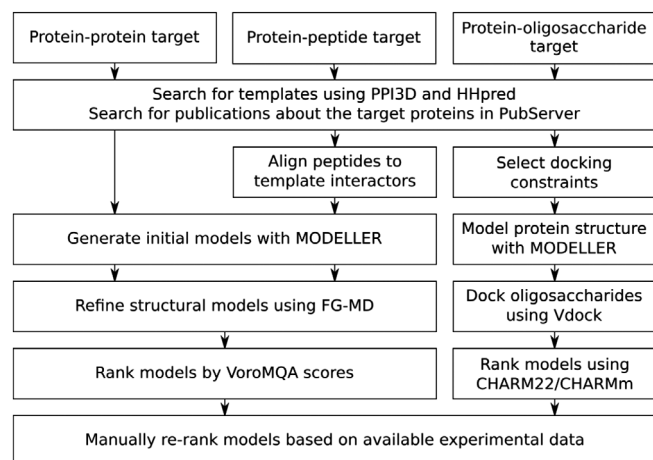 Protein-protein target
Protein-peptide target
Protein-oligosaccharide
target
Search for templates using PPI3D and HHpred
Search for publications about the target proteins in PubServer
Align peptides to
template interactors
Select docking
constraints
Generate initial models with MODELLER
Model protein structure
with MODELLER
Refine structural models using FG-MD
Dock oligosaccharides
using Vdock
Rank models by VoroMQA scores
Rank models using
CHARM22/CHARMm
Manually re-rank models based on available experimental data